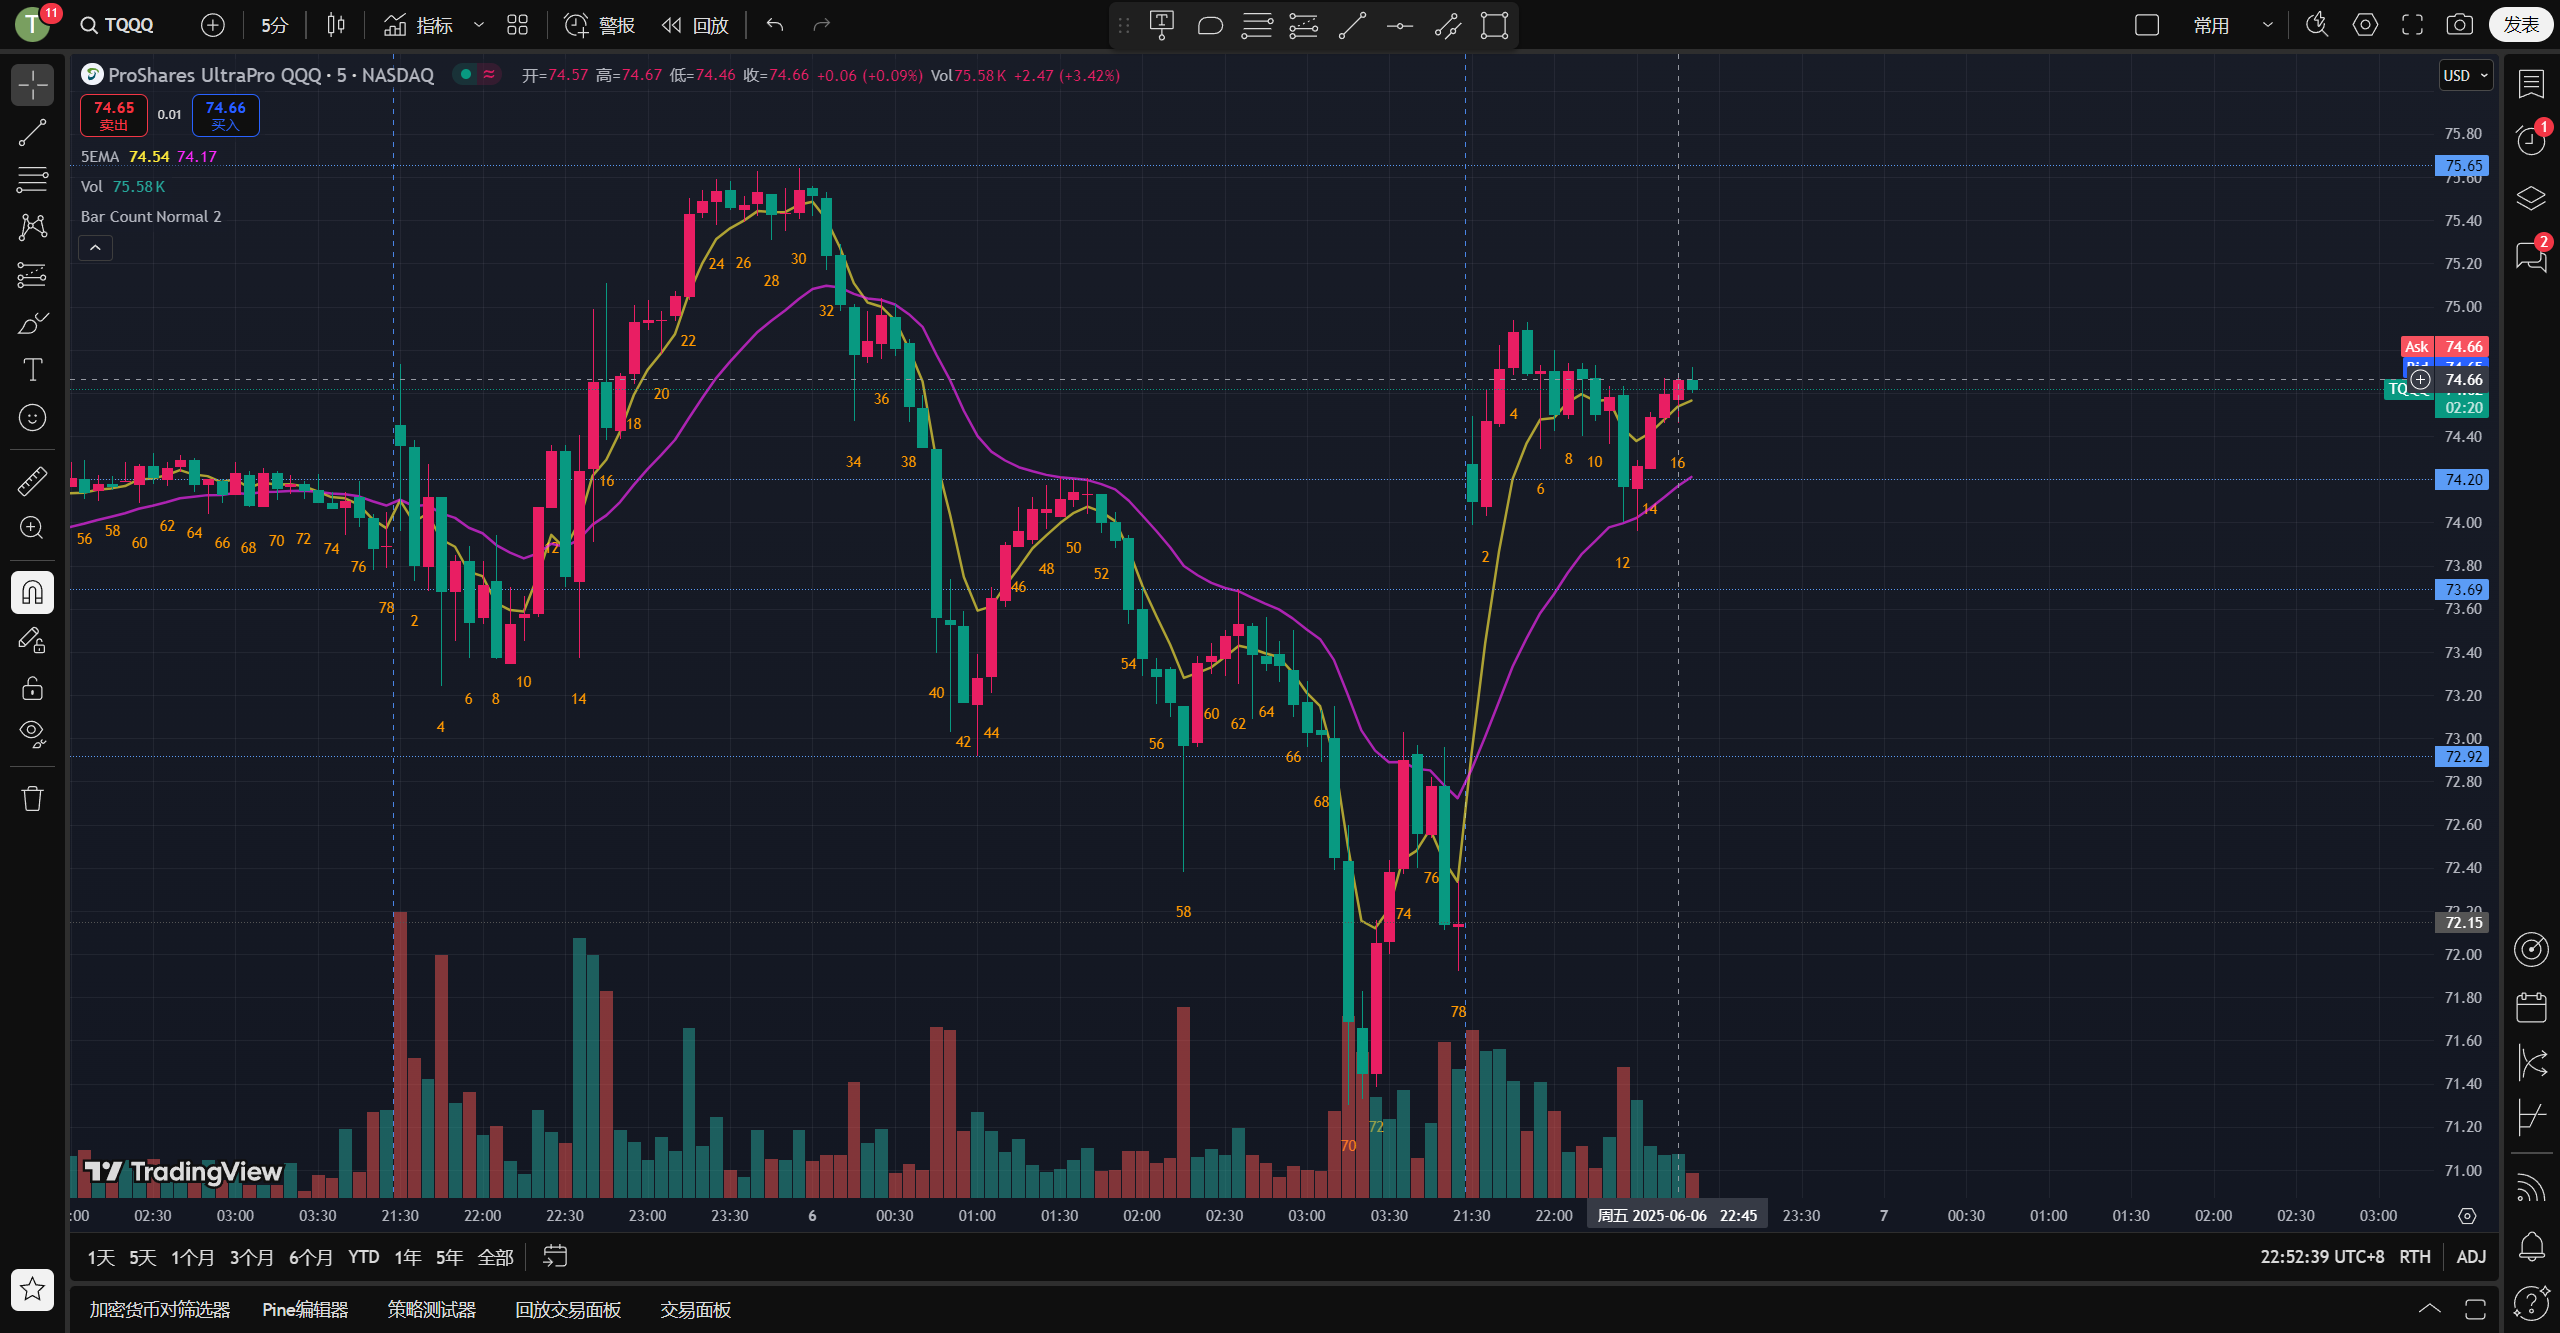 T 11 TQQQ 5分 指标 警报 回放 常用 发表
ProShares UltraPro QQQ · 5 · NASDAQ 开=74.57 高=74.67 低=74.46 收=74.66 +0.06 (+0.09%) Vol75.58 K +2.47 (+3.42%)
USD
74.65 卖出 0.01 74.66 买入
5EMA 74.54 74.17
Vol 75.58 K
Bar Count Normal 2
75.80
75.65
75.60
75.40
75.20
75.00
Ask 74.66
74.66
02:20
74.40
74.20
74.00
73.80
73.69
73.60
73.40
73.20
73.00
72.92
72.80
72.60
72.40
72.20
72.15
72.00
71.80
71.60
71.40
71.20
71.00
1
2
56 58 60 62 64 66 68 70 72 74 76 78
2 4 6 8 10 12 14 16 18 20 22 24 26 28 30 32 34 36 38 40 42 44 46 48 50 52 54 56 58 60 62 64 66 68 70 72 74 76 78
2 4 6 8 10 12 14 16
TradingView
:00 02:30 03:00 03:30 21:30 22:00 22:30 23:00 23:30 6 00:30 01:00 01:30 02:00 02:30 03:00 03:30 21:30 22:00 周五 2025-06-06 22:45 23:30 7 00:30 01:00 01:30 02:00 02:30 03:00
1天 5天 1个月 3个月 6个月 YTD 1年 5年 全部 22:52:39 UTC+8 RTH ADJ
加密货币对筛选器 Pine编辑器 策略测试器 回放交易面板 交易面板